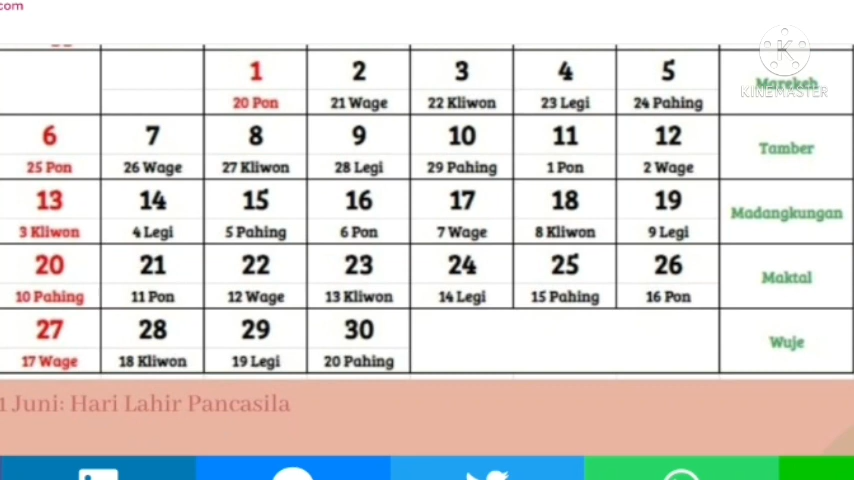 com
1 2 3 4 5
20 Pon 21 Wage 22 Kliwon 23 Legi 24 Pahing Marekeh
KINEMASTER
6 7 8 9 10 11 12
25 Pon 26 Wage 27 Kliwon 28 Legi 29 Pahing 1 Pon 2 Wage Tamber
13 14 15 16 17 18 19
3 Kliwon 4 Legi 5 Pahing 6 Pon 7 Wage 8 Kliwon 9 Legi Madangkungan
20 21 22 23 24 25 26
10 Pahing 11 Pon 12 Wage 13 Kliwon 14 Legi 15 Pahing 16 Pon Maktal
27 28 29 30
17 Wage 18 Kliwon 19 Legi 20 Pahing Wuje
1 Juni: Hari Lahir Pancasila